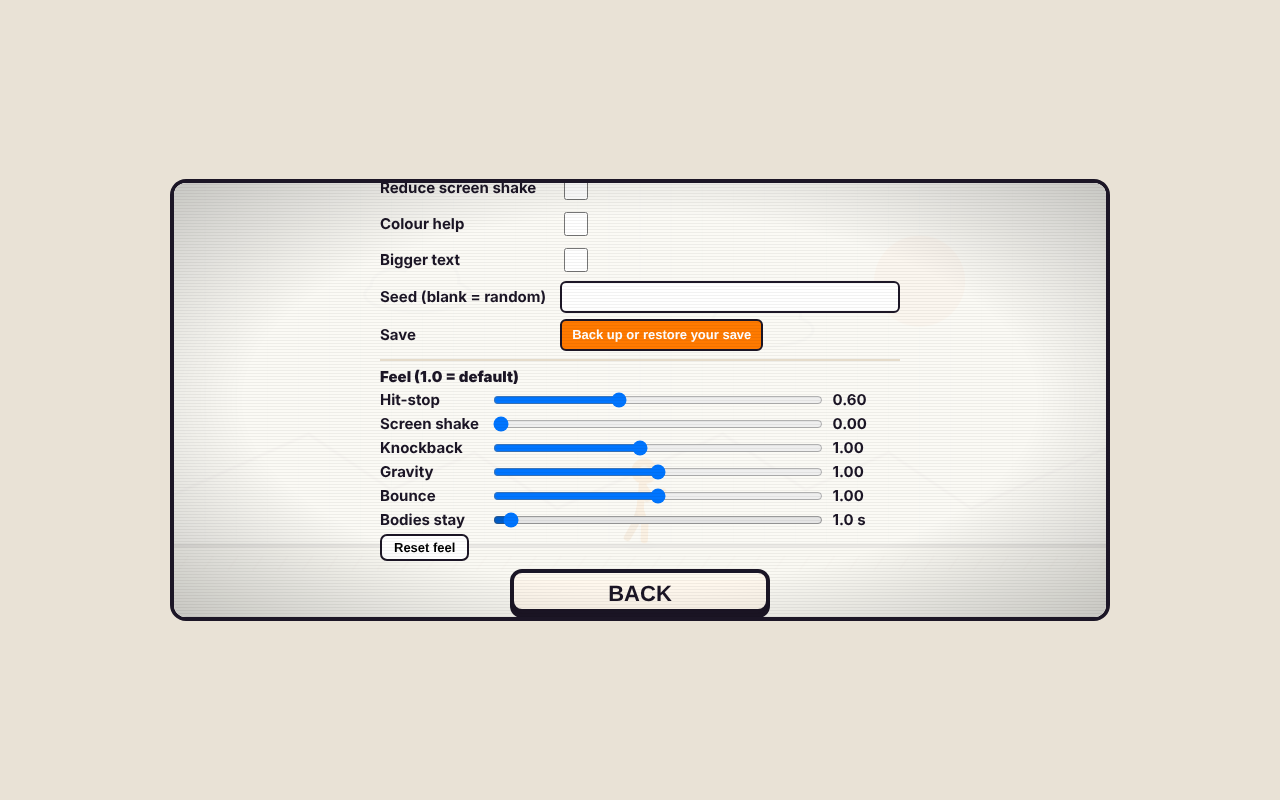 Reduce screen shake
Colour help
Bigger text
Seed (blank = random)
Save Back up or restore your save
Feel (1.0 = default)
Hit-stop 0.60
Screen shake 0.00
Knockback 1.00
Gravity 1.00
Bounce 1.00
Bodies stay 1.0 s
Reset feel
BACK